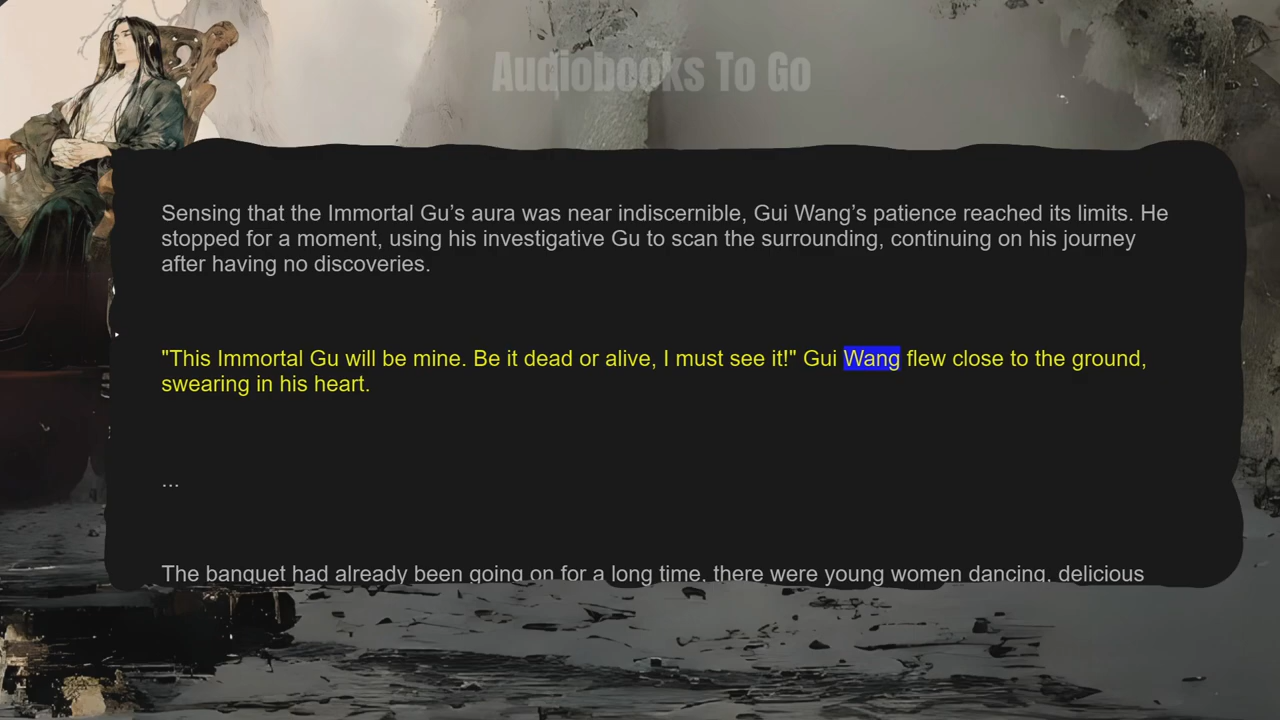 Audiobooks To Go
Sensing that the Immortal Gu’s aura was near indiscernible, Gui Wang’s patience reached its limits. He
stopped for a moment, using his investigative Gu to scan the surrounding, continuing on his journey
after having no discoveries.
"This Immortal Gu will be mine. Be it dead or alive, I must see it!" Gui Wang flew close to the ground,
swearing in his heart.
...
The banquet had already been going on for a long time, there were young women dancing, delicious